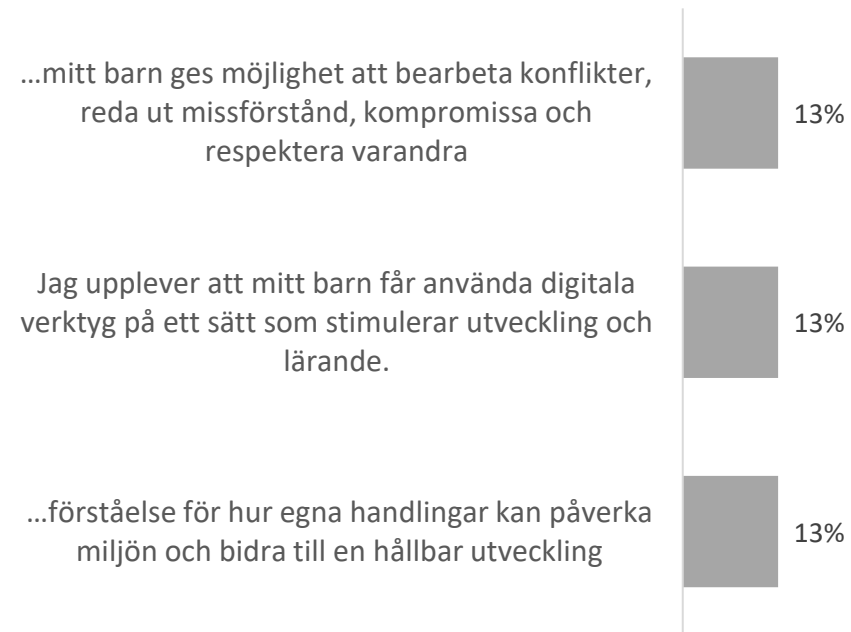 ...mitt barn ges möjlighet att bearbeta konflikter,
reda ut missförstånd, kompromissa och
respektera varandra
13%
Jag upplever att mitt barn får använda digitala
verktyg på ett sätt som stimulerar utveckling och
lärande.
13%
...förståelse för hur egna handlingar kan påverka
miljön och bidra till en hållbar utveckling
13%